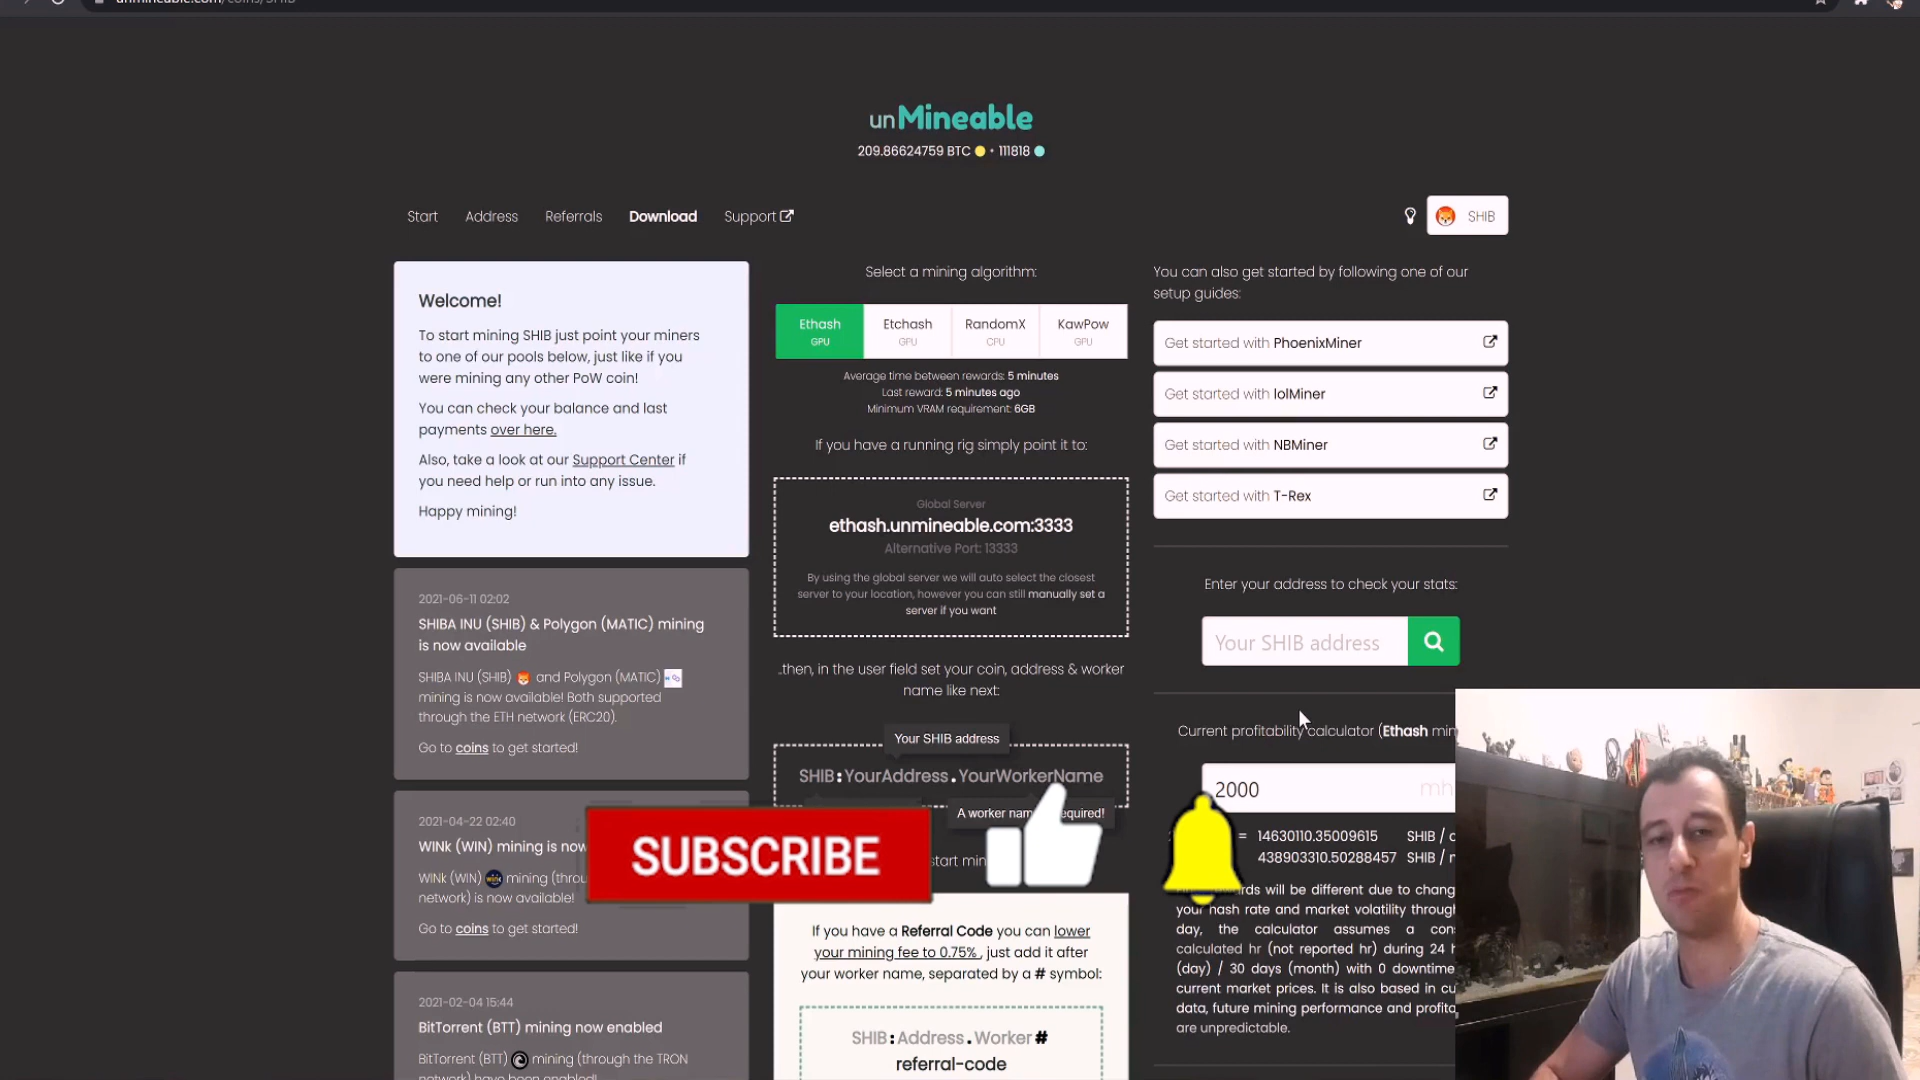 unMineable
209.86624759 BTC • 111818
Start Address Referrals Download Support
SHIB
Welcome!
To start mining SHIB just point your miners
to one of our pools below, just like if you
were mining any other PoW coin!
You can check your balance and last
payments over here.
Also, take a look at our Support Center if
you need help or run into any issue.
Happy mining!
2021-06-11 02:02
SHIBA INU (SHIB) & Polygon (MATIC) mining
is now available
SHIBA INU (SHIB) and Polygon (MATIC)
mining is now available! Both supported
through the ETH network (ERC20).
Go to coins to get started!
2021-04-22 02:40
WINk (WIN) mining is now
WINk (WIN) mining (throu
network) is now available!
Go to coins to get started!
2021-02-04 15:44
BitTorrent (BTT) mining now enabled
BitTorrent (BTT) mining (through the TRON
Select a mining algorithm:
Ethash Etchash RandomX KawPow
GPU GPU CPU GPU
Average time between rewards: 5 minutes
Last reward: 5 minutes ago
Minimum VRAM requirement: 6GB
If you have a running rig simply point it to:
Global Server
ethash.unmineable.com:3333
Alternative Port: 13333
By using the global server we will auto select the closest
server to your location, however you can still manually set a
server if you want
..then, in the user field set your coin, address & worker
name like next:
Your SHIB address
SHIB:YourAddress.YourWorkerName
A worker nam equired!
SUBSCRIBE
start min
If you have a Referral Code you can lower
your mining fee to 0.75% , just add it after
your worker name, separated by a # symbol:
SHIB:Address.Worker#
referral-code
You can also get started by following one of our
setup guides:
Get started with PhoenixMiner
Get started with lolMiner
Get started with NBMiner
Get started with T-Rex
Enter your address to check your stats:
Your SHIB address
Current profitability calculator (Ethash min
2000 mh
= 14630110.35009615 SHIB / 
438903310.50288457 SHIB / 
rds will be different due to chang
your hash rate and market volatility through
day, the calculator assumes a con
calculated hr (not reported hr) during 24 h
(day) / 30 days (month) with 0 downtime
current market prices. It is also based in cu
data, future mining performance and profita
are unpredictable.